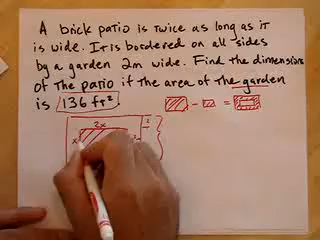 A brick patio is twice as long as it
is wide. It is bordered on all sides
by a garden 2m wide. Find the dimensions
of The patio if the area of the garden
is 136 ft².
- =
2x
x